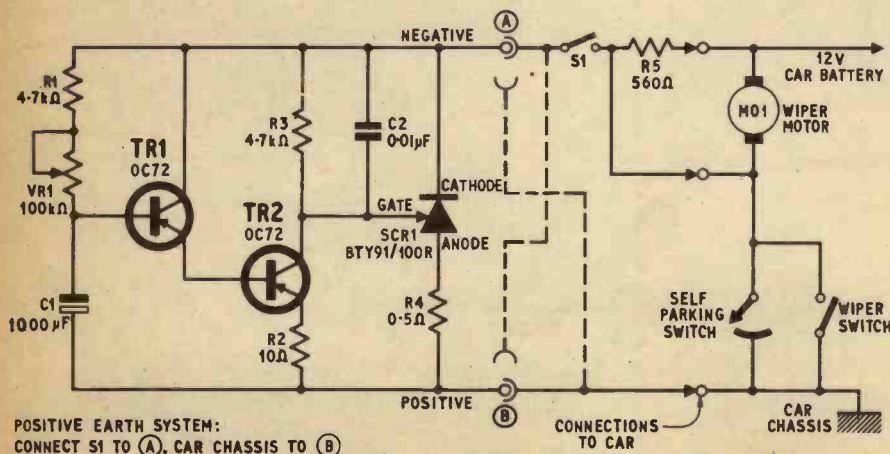 A
NEGATIVE
S1
R5
560Ω
12V
CAR BATTERY
R1
4·7kΩ
TR1
OC72
R3
4·7kΩ
C2
0·01μF
MO1
WIPER
MOTOR
VR1
100kΩ
TR2
OC72
CATHODE
GATE
SCR1
BTY91/100R
ANODE
C1
1000μF
R2
10Ω
R4
0·5Ω
SELF
PARKING
SWITCH
WIPER
SWITCH
POSITIVE
B
POSITIVE EARTH SYSTEM:
CONNECT S1 TO A, CAR CHASSIS TO B
CONNECTIONS
TO CAR
CAR
CHASSIS